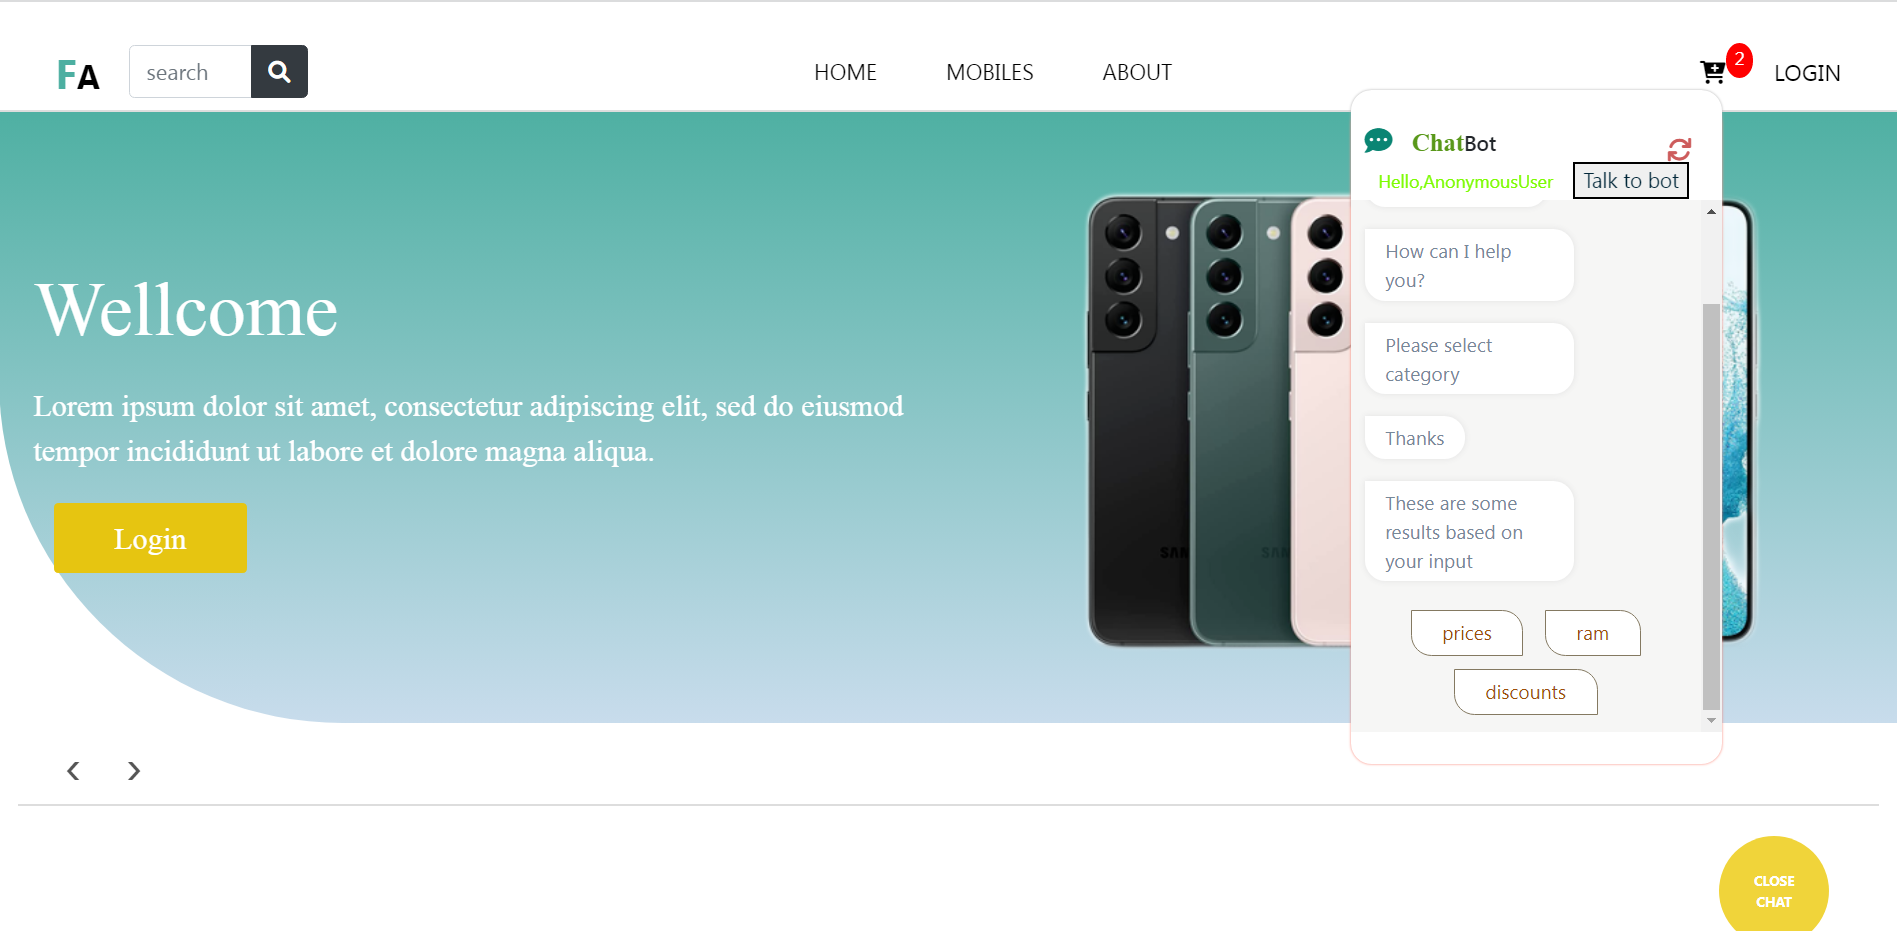 FA
search
HOME
MOBILES
ABOUT
2
LOGIN
ChatBot
Hello,AnonymousUser
Talk to bot
How can I help
you?
Please select
category
Thanks
These are some
results based on
your input
prices
ram
discounts
Wellcome
Lorem ipsum dolor sit amet, consectetur adipiscing elit, sed do eiusmod
tempor incididunt ut labore et dolore magna aliqua.
Login
CLOSE
CHAT